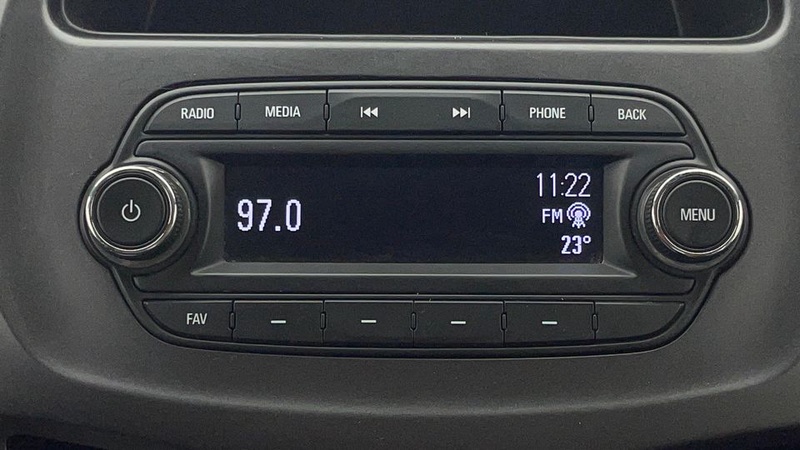 RADIO MEDIA PHONE BACK
11:22
97.0 FM
23°
MENU
FAV